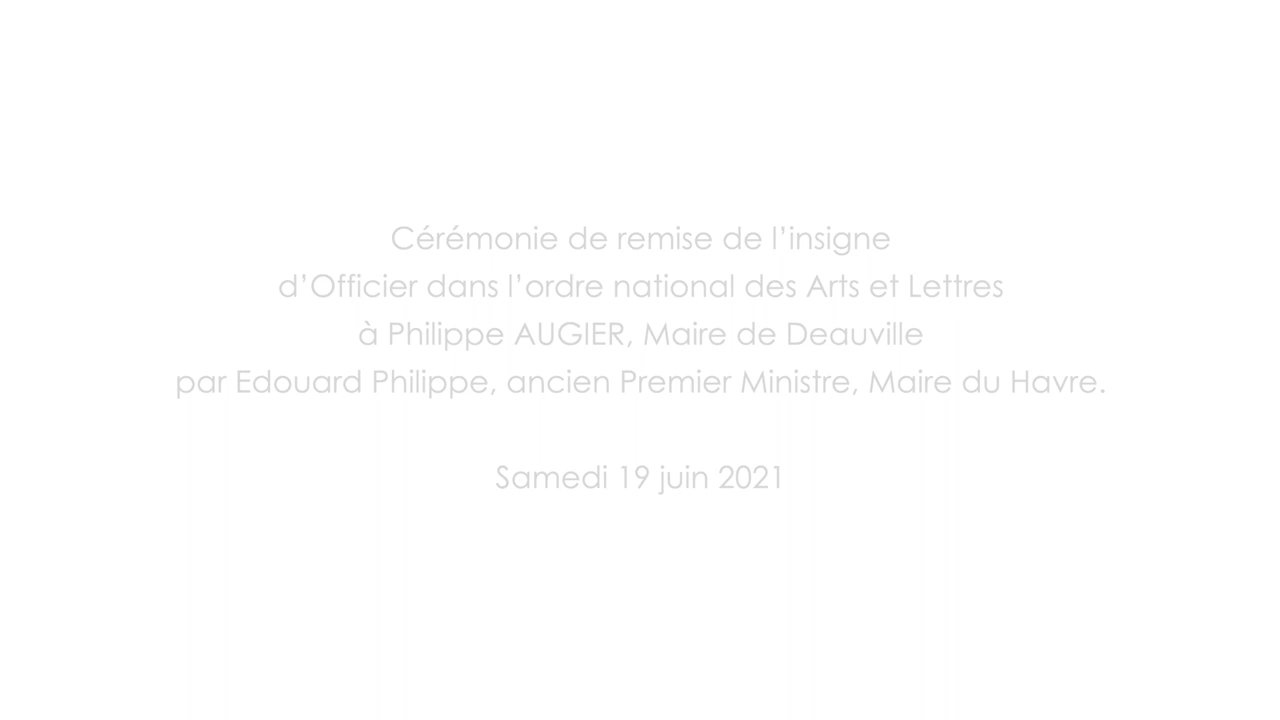 Cérémonie de remise de l’insigne
d’Officier dans l’ordre national des Arts et Lettres
à Philippe AUGIER, Maire de Deauville
par Edouard Philippe, ancien Premier Ministre, Maire du Havre.
Samedi 19 juin 2021